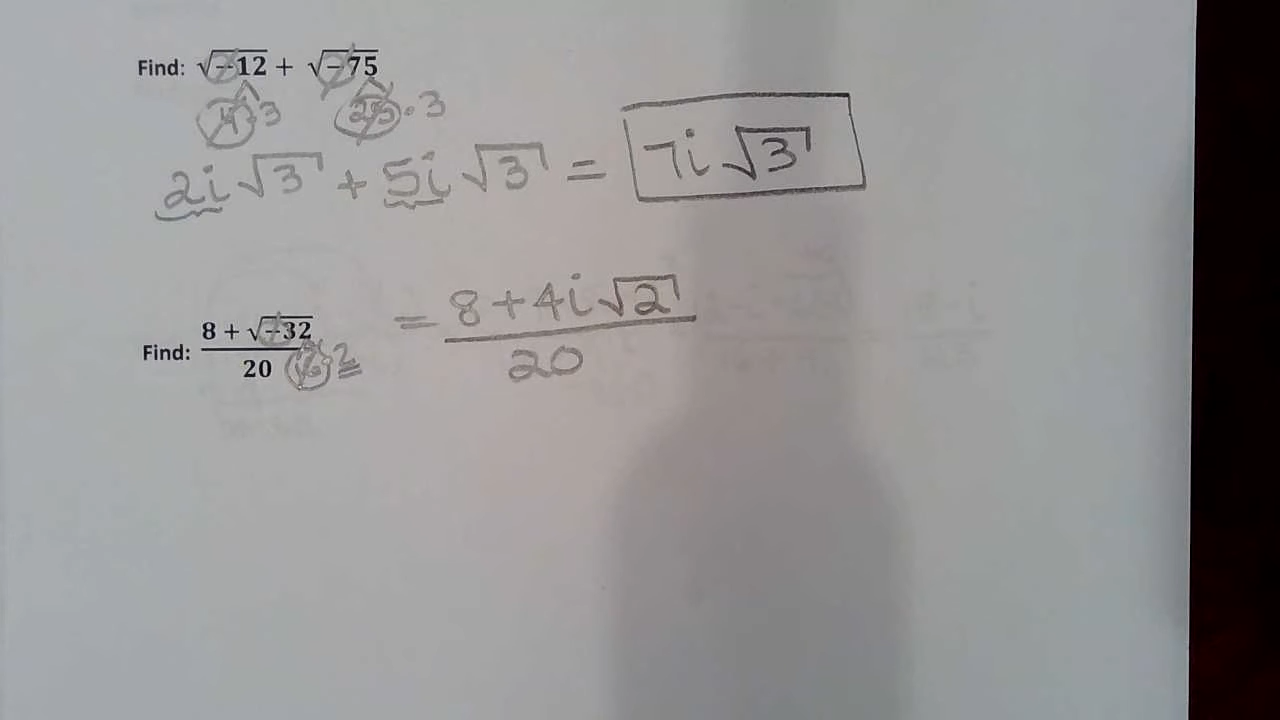 Find: √-12 + √-75
4·3 25·3
2i√3 + 5i√3 = 7i√3
Find: 8 + √-32 = 8+4i√2
20 16·2 20